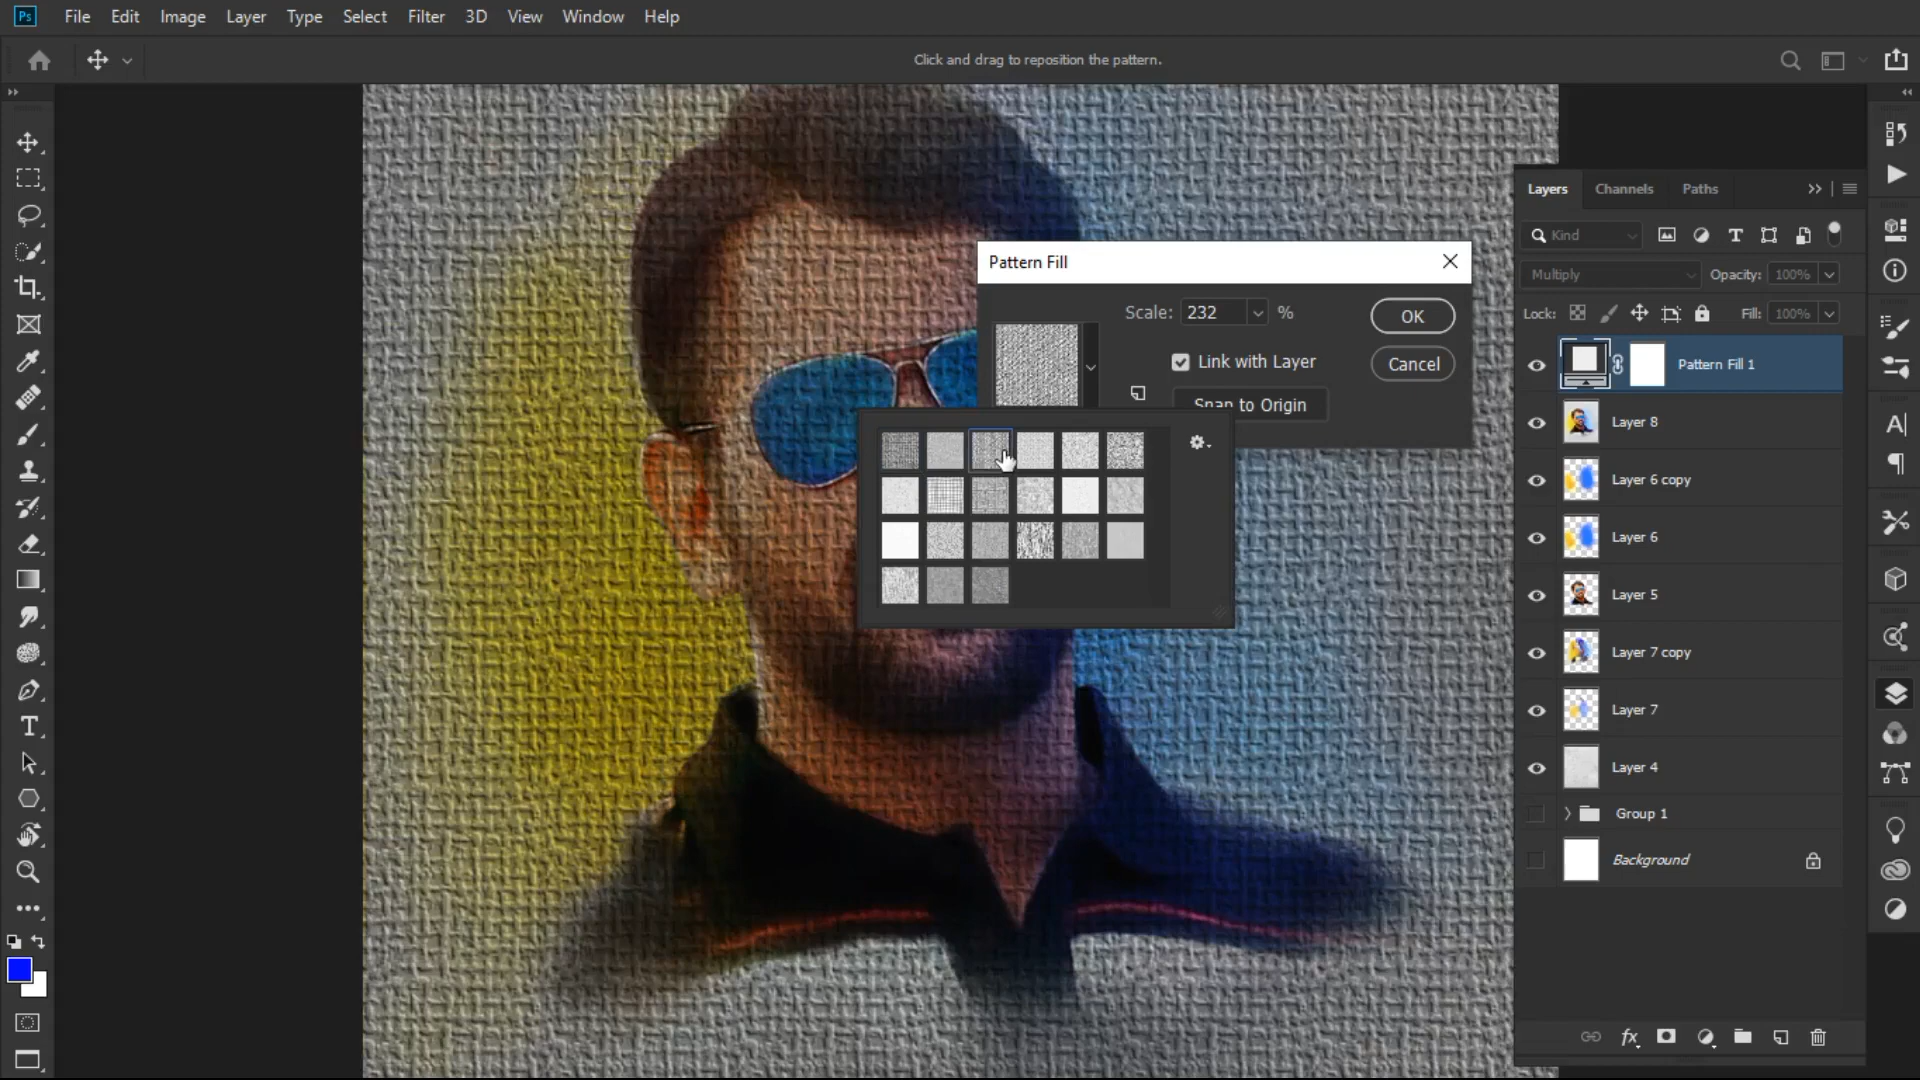 Ps File Edit Image Layer Type Select Filter 3D View Window Help
Click and drag to reposition the pattern.
Layers Channels Paths
Kind
Multiply Opacity: 100%
Lock: Fill: 100%
Pattern Fill 1
Layer 8
Layer 6 copy
Layer 6
Layer 5
Layer 7 copy
Layer 7
Layer 4
Group 1
Background
Pattern Fill
Scale: 232 %
OK
Link with Layer
Cancel
Snap to Origin